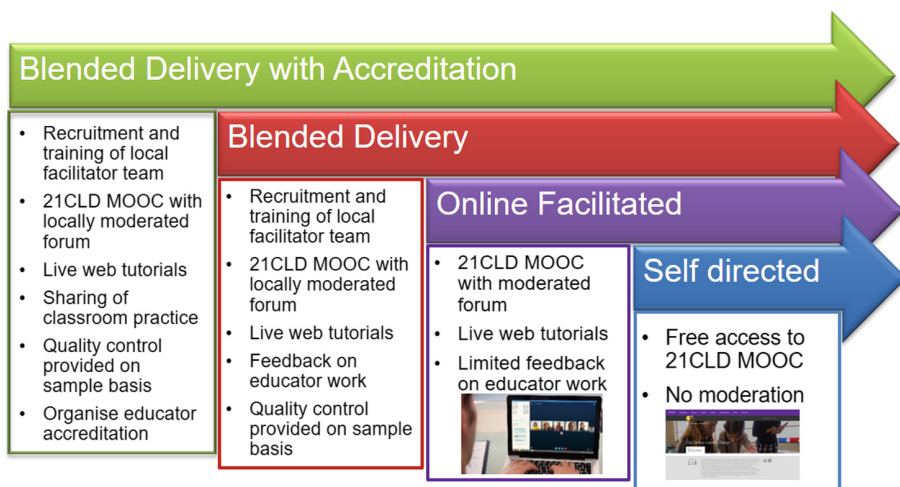 Blended Delivery with Accreditation
• Recruitment and
training of local
facilitator team
• 21CLD MOOC with
locally moderated
forum
• Live web tutorials
• Sharing of
classroom practice
• Quality control
provided on
sample basis
• Organise educator
accreditation
Blended Delivery
• Recruitment and
training of local
facilitator team
• 21CLD MOOC with
locally moderated
forum
• Live web tutorials
• Feedback on
educator work
• Quality control
provided on sample
basis
Online Facilitated
• 21CLD MOOC
with moderated
forum
• Live web tutorials
• Limited feedback
on educator work
Self directed
• Free access to
21CLD MOOC
• No moderation